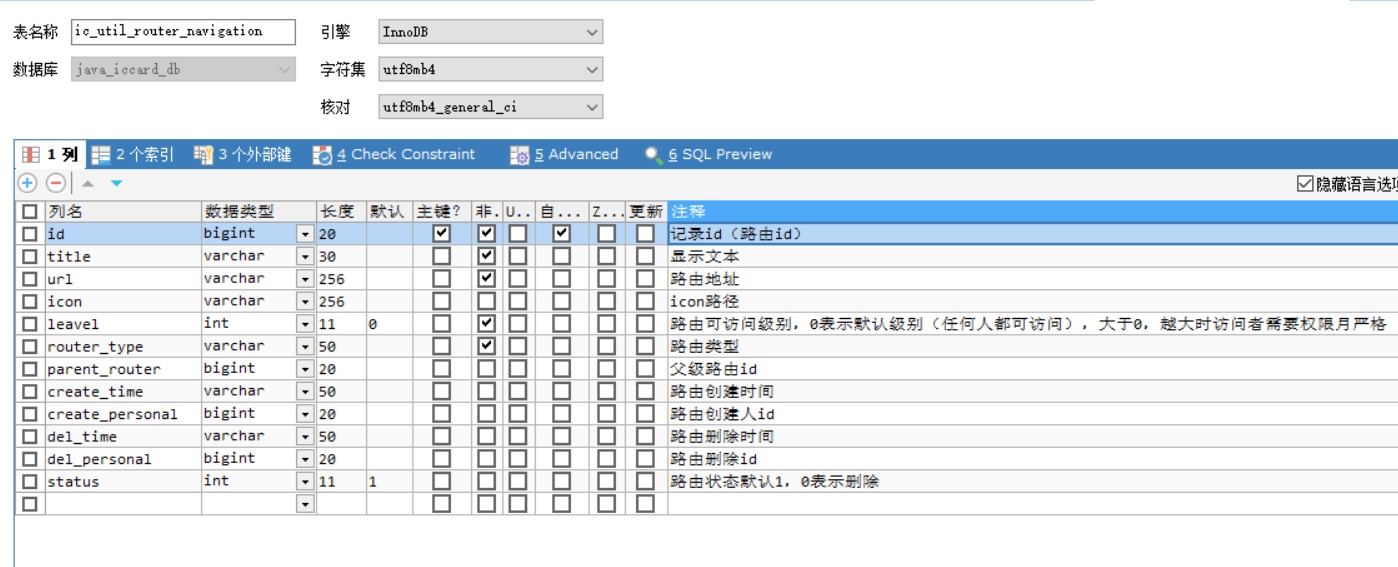 表名称 ic_util_router_navigation 引擎 InnoDB
数据库 java_iccard_db 字符集 utf8mb4
核对 utf8mb4_general_ci
1 列 2 个索引 3 个外部键 4 Check Constraint 5 Advanced 6 SQL Preview
隐藏语言选项
列名 数据类型 长度 默认 主键? 非. U.. 自... Z... 更新 注释
id bigint 20 记录id（路由id）
title varchar 30 显示文本
url varchar 256 路由地址
icon varchar 256 icon路径
leavel int 11 0 路由可访问级别，0表示默认级别（任何人都可访问），大于0，越大时访问者需要权限月严格
router_type varchar 50 路由类型
parent_router bigint 20 父级路由id
create_time varchar 50 路由创建时间
create_personal bigint 20 路由创建人id
del_time varchar 50 路由删除时间
del_personal bigint 20 路由删除id
status int 11 1 路由状态默认1，0表示删除